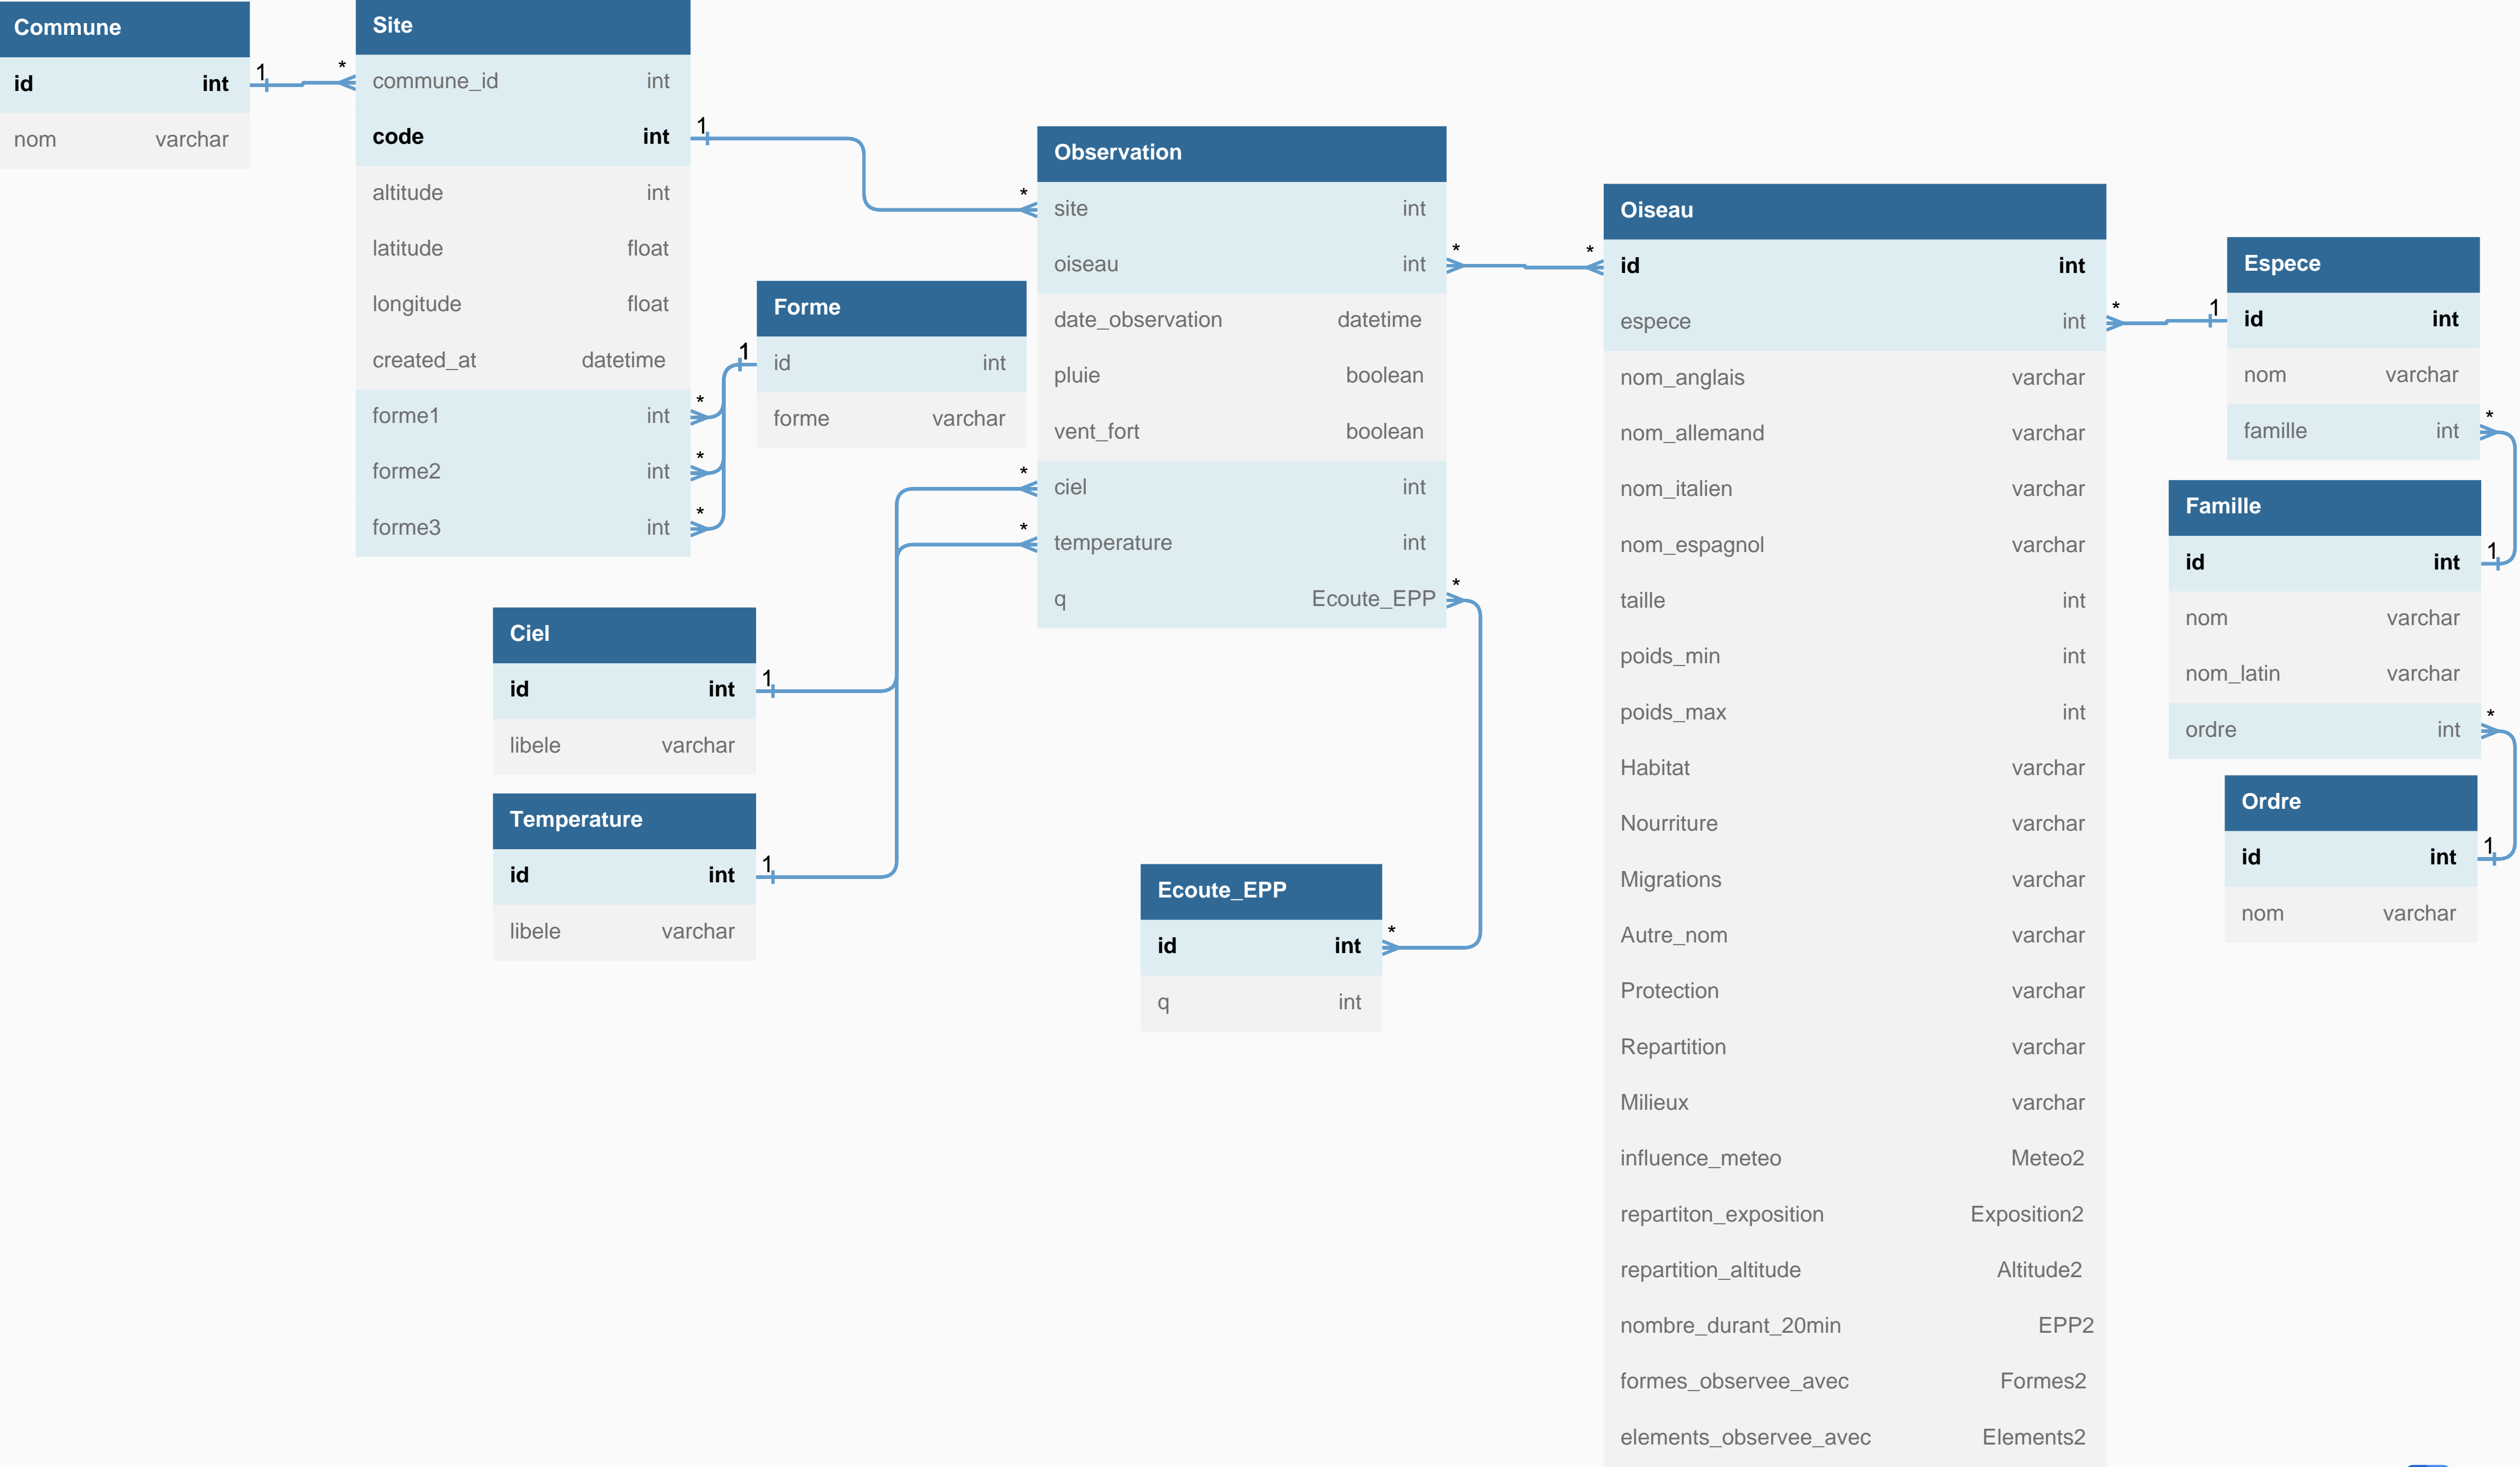 Commune
id int
nom varchar
1 *
Site
commune_id int
code int
altitude int
latitude float
longitude float
created_at datetime
forme1 int
forme2 int
forme3 int
1 *
* * * 1
Forme
id int
forme varchar
Observation
site int
oiseau int
date_observation datetime
pluie boolean
vent_fort boolean
ciel int
temperature int
q Ecoute_EPP
* *
Ciel
id int
libele varchar
1 *
Temperature
id int
libele varchar
1 *
Ecoute_EPP
id int
q int
* *
Oiseau
id int
espece int
nom_anglais varchar
nom_allemand varchar
nom_italien varchar
nom_espagnol varchar
taille int
poids_min int
poids_max int
Habitat varchar
Nourriture varchar
Migrations varchar
Autre_nom varchar
Protection varchar
Repartition varchar
Milieux varchar
influence_meteo Meteo2
repartiton_exposition Exposition2
repartition_altitude Altitude2
nombre_durant_20min EPP2
formes_observee_avec Formes2
elements_observee_avec Elements2
* 1
Espece
id int
nom varchar
famille int
* 1
Famille
id int
nom varchar
nom_latin varchar
ordre int
* 1
Ordre
id int
nom varchar